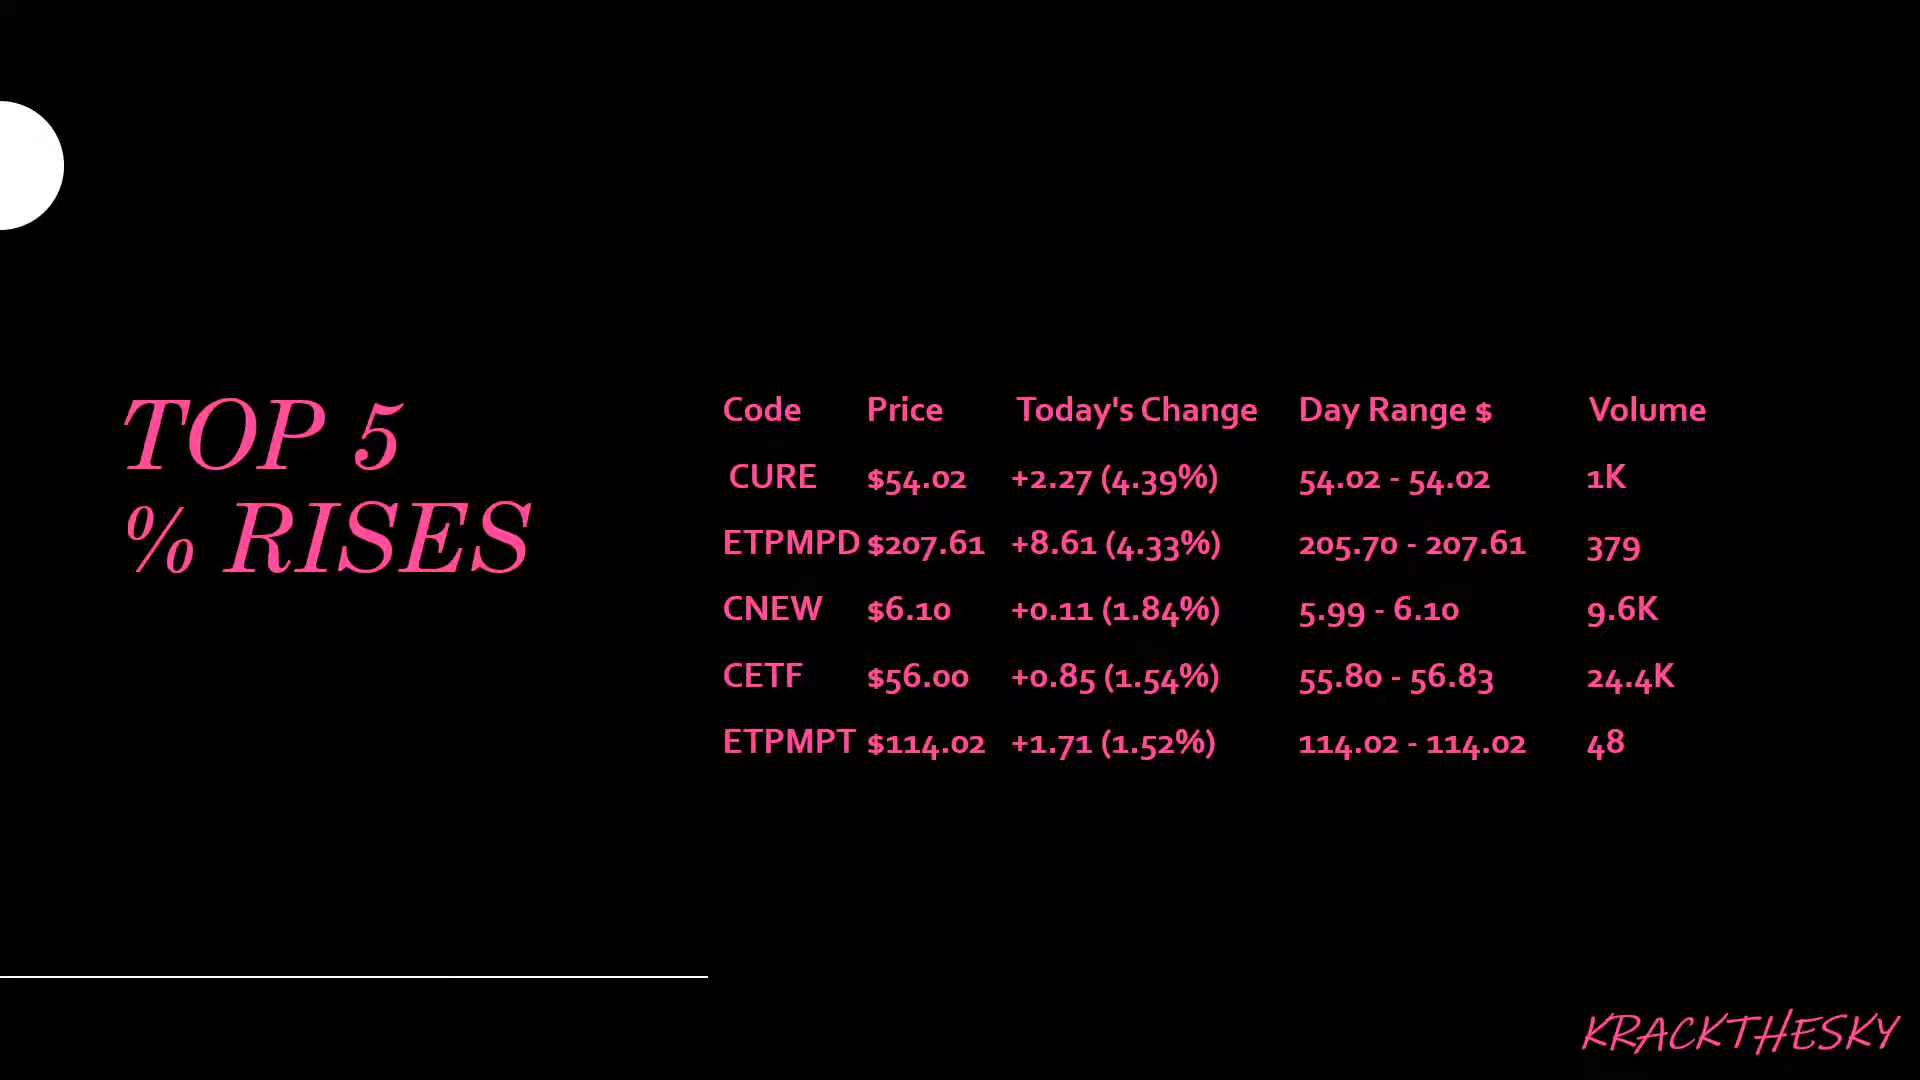 TOP 5
% RISES
Code Price Today's Change Day Range $ Volume
CURE $54.02 +2.27 (4.39%) 54.02 - 54.02 1K
ETPMPD $207.61 +8.61 (4.33%) 205.70 - 207.61 379
CNEW $6.10 +0.11 (1.84%) 5.99 - 6.10 9.6K
CETF $56.00 +0.85 (1.54%) 55.80 - 56.83 24.4K
ETPMPT $114.02 +1.71 (1.52%) 114.02 - 114.02 48
KRACKTHESKY